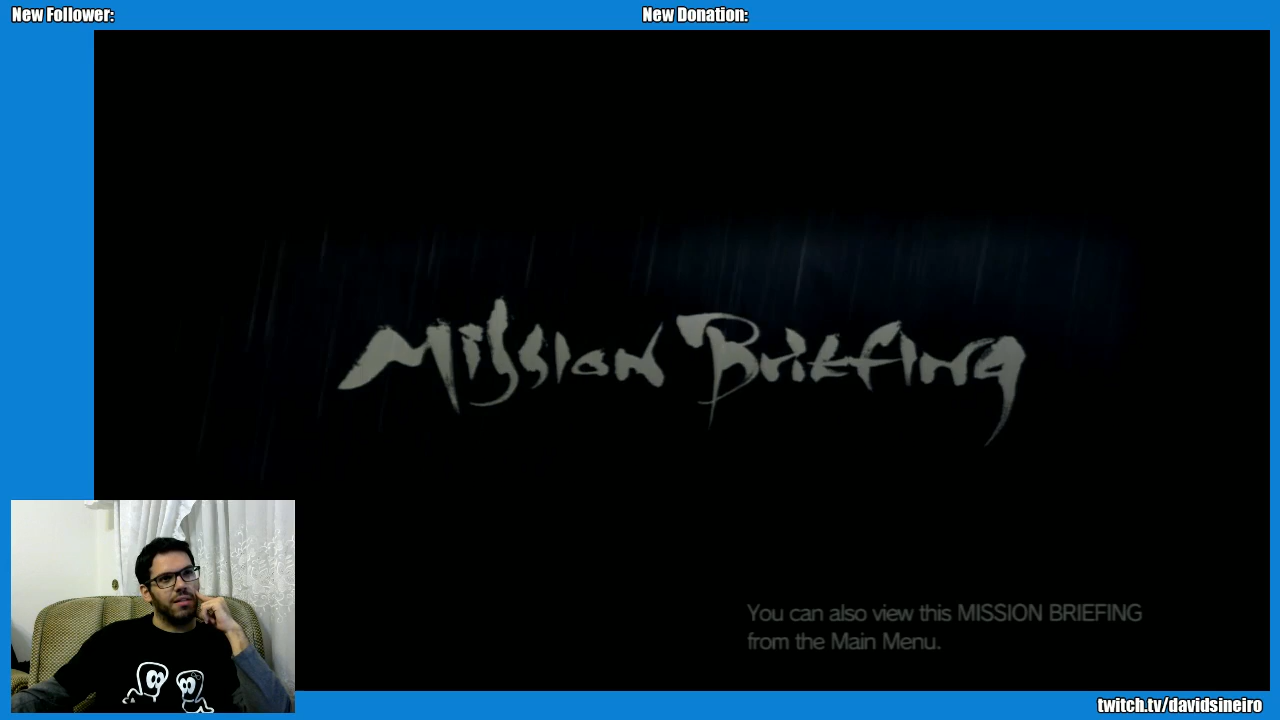 New Follower:
New Donation:
Mission Briefing
You can also view this MISSION BRIEFING
from the Main Menu.
twitch.tv/davidsineiro